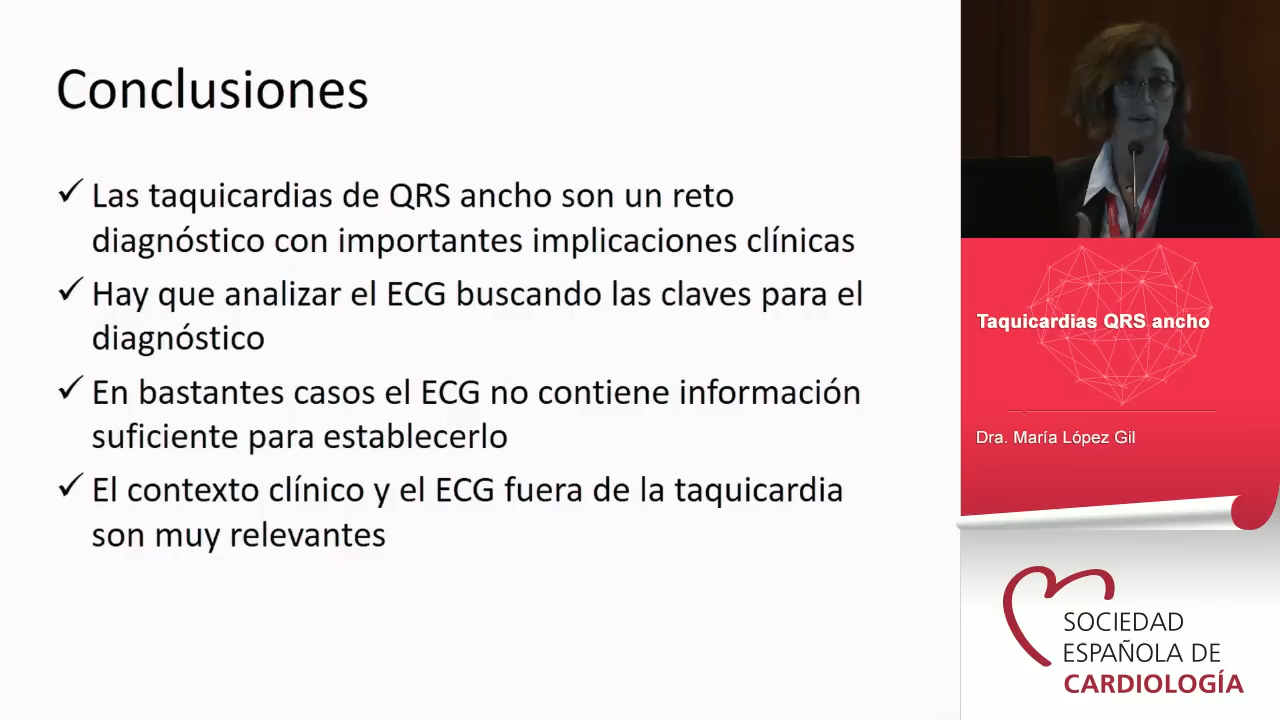 Conclusiones
✓ Las taquicardias de QRS ancho son un reto
diagnóstico con importantes implicaciones clínicas
✓ Hay que analizar el ECG buscando las claves para el
diagnóstico
✓ En bastantes casos el ECG no contiene información
suficiente para establecerlo
✓ El contexto clínico y el ECG fuera de la taquicardia
son muy relevantes
Taquicardias QRS ancho
Dra. María López Gil
SOCIEDAD
ESPAÑOLA DE
CARDIOLOGÍA